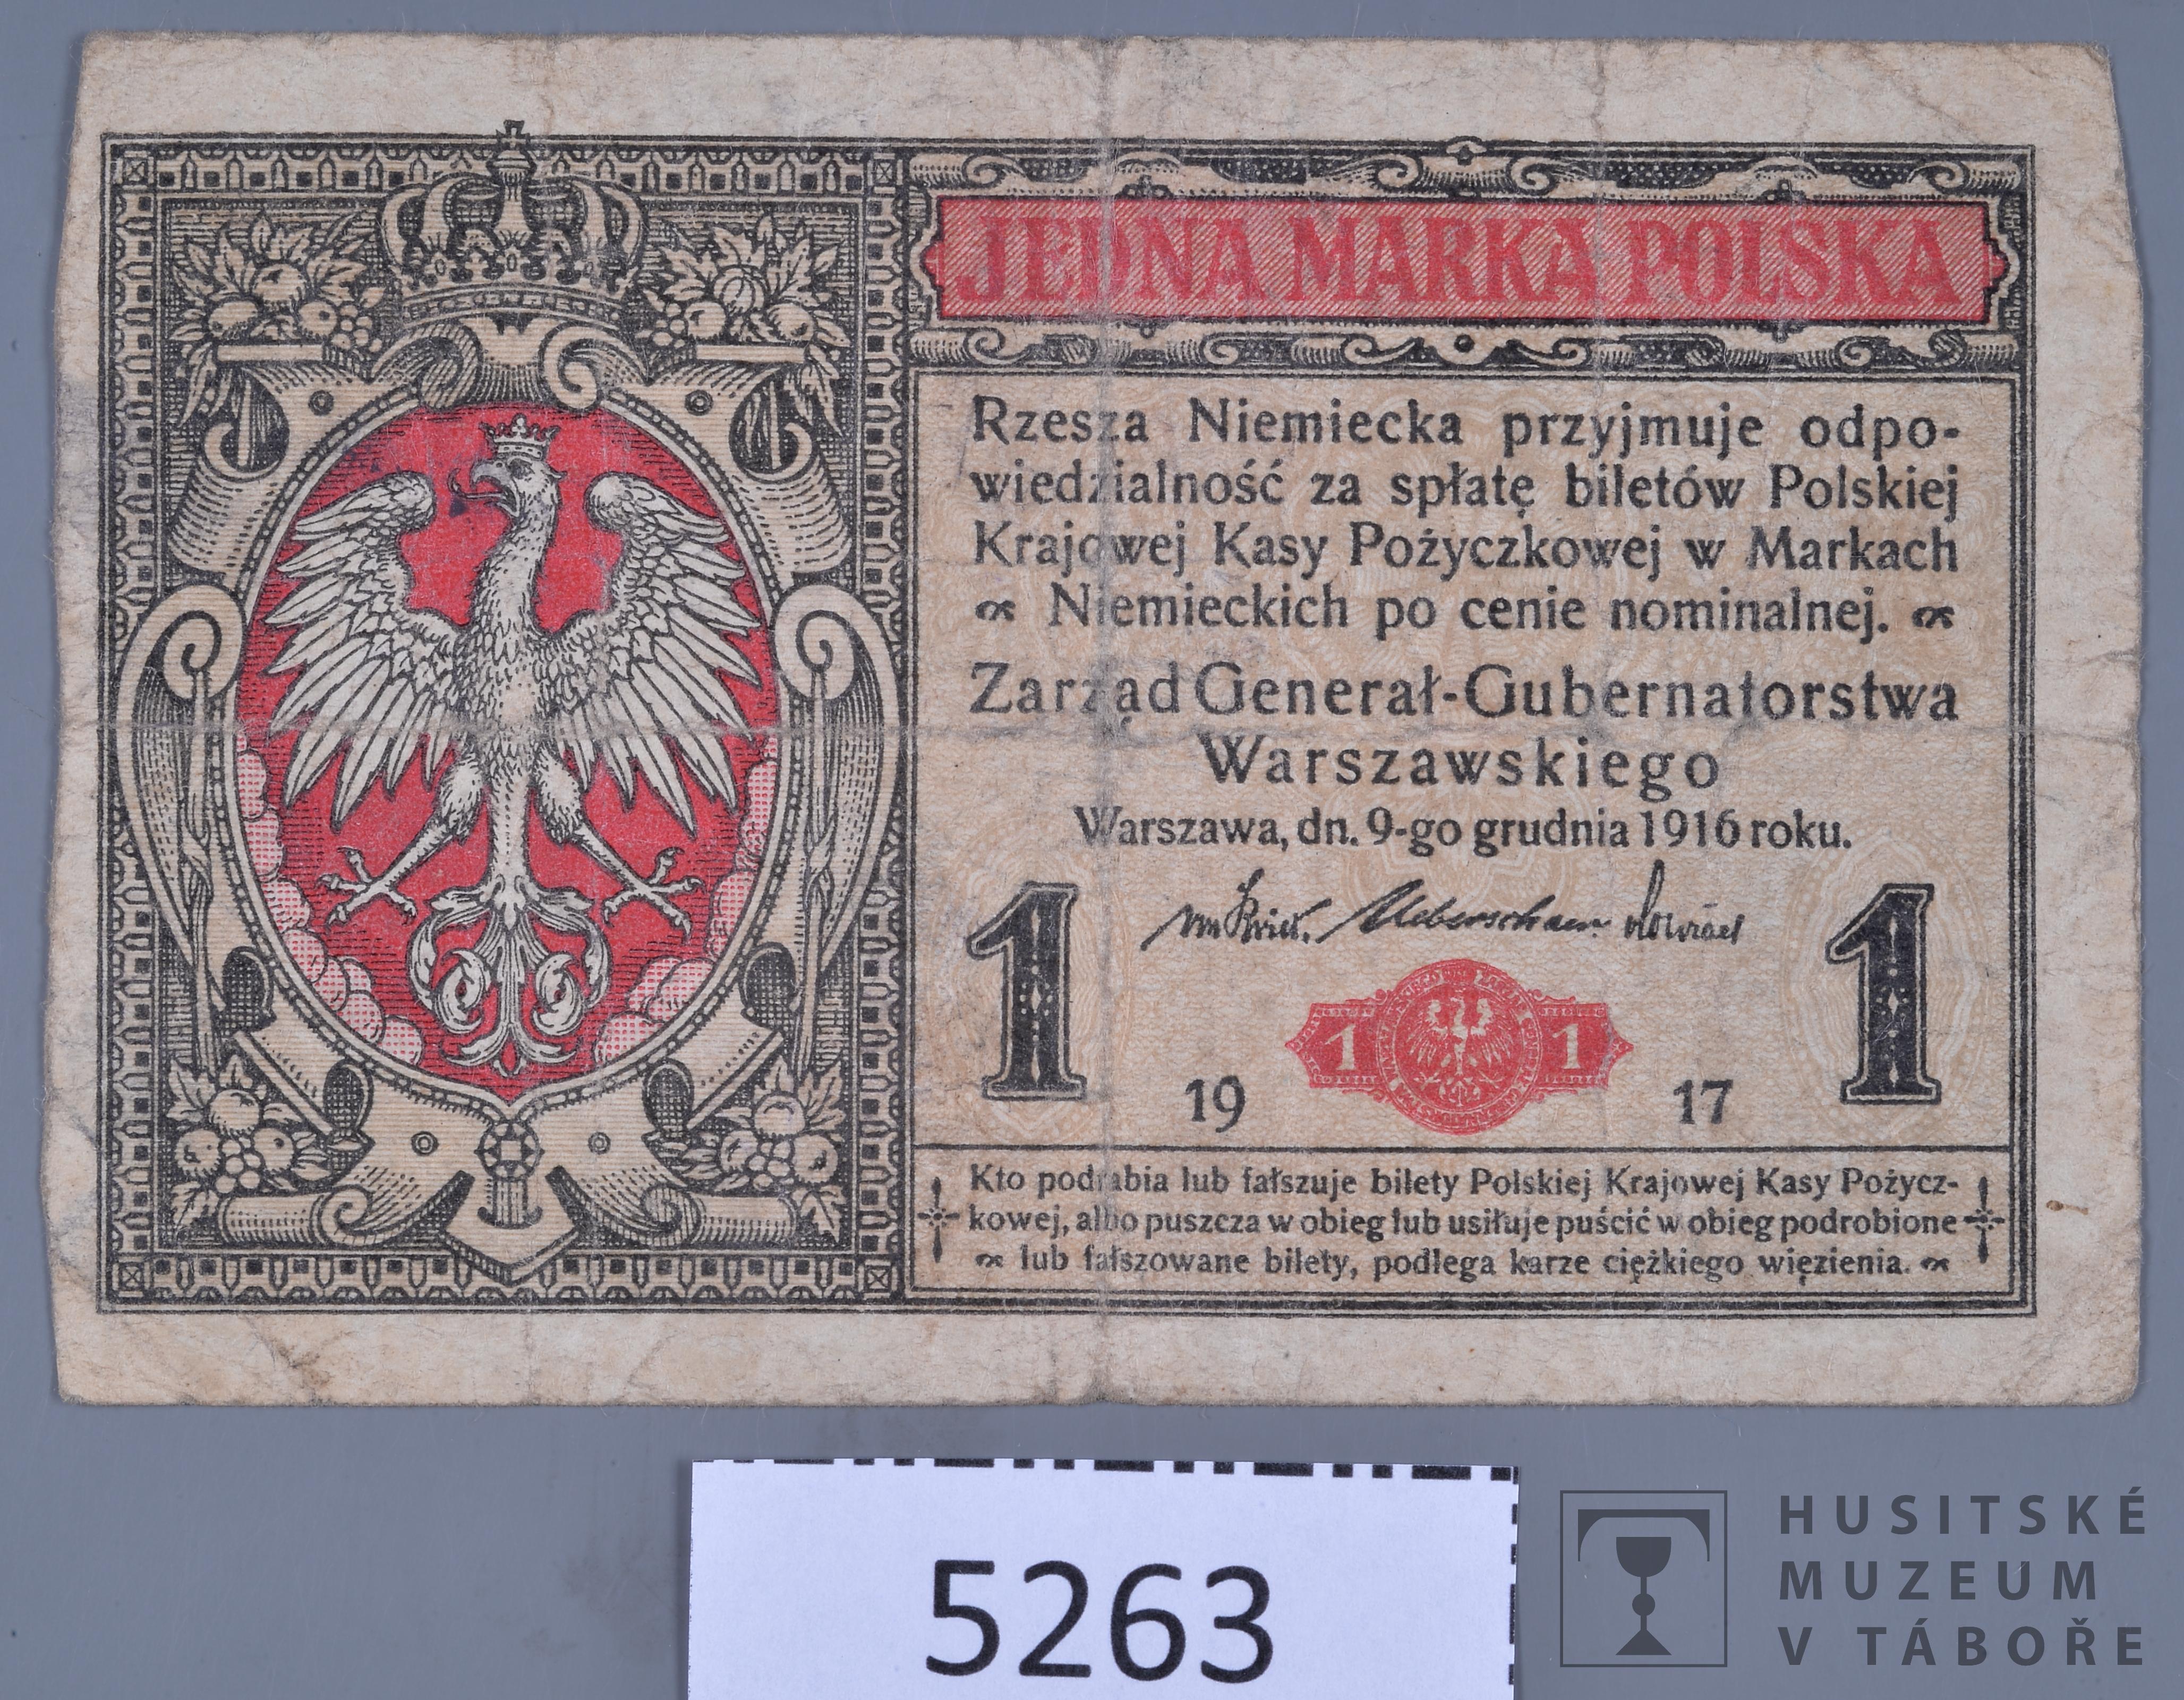 JEDNA MARKA POLSKA
Rzesza Niemiecka przyjmuje odpo-
wiedzialność za spłatę biletów Polskiej
Krajowej Kasy Pożyczkowej w Markach
Niemieckich po cenie nominalnej.
Zarząd Generał-Gubernatorstwa
Warszawskiego
Warszawa, dn. 9-go grudnia 1916 roku.
1 1
1 1
19 17
Kto podrabia lub fałszuje bilety Polskiej Krajowej Kasy Pożycz-
kowej, albo puszcza w obieg lub usiłuje puścić w obieg podrobione
lub fałszowane bilety, podlega karze ciężkiego więzienia.
5263
HUSITSKÉ
MUZEUM
V TÁBOŘE